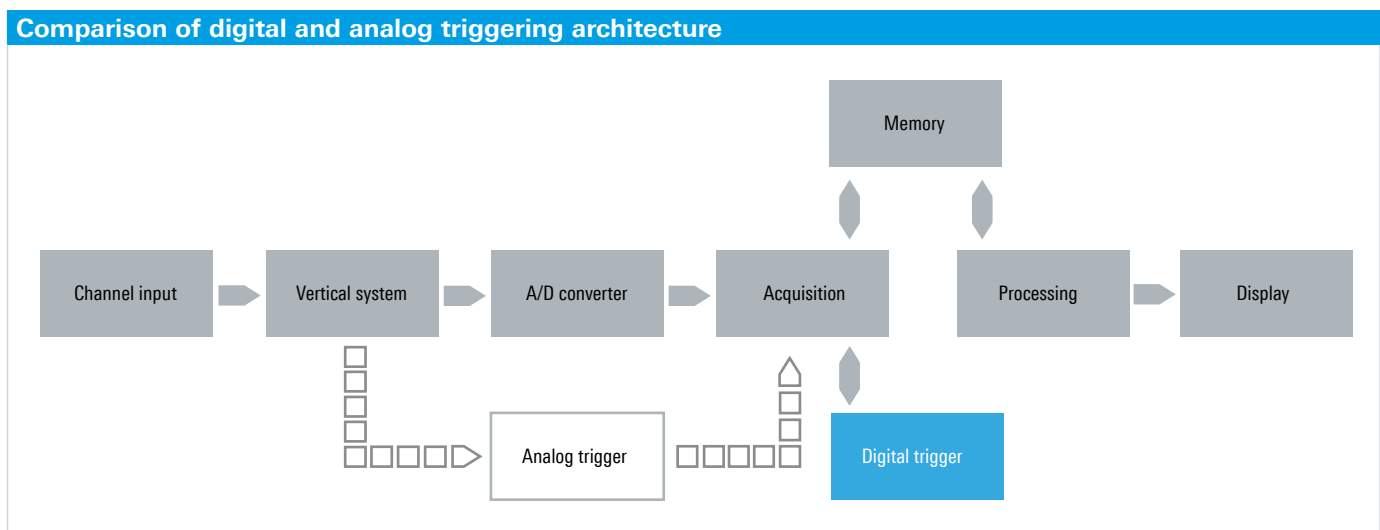 Comparison of digital and analog triggering architecture
Memory
Channel input
Vertical system
A/D converter
Acquisition
Processing
Display
Analog trigger
Digital trigger